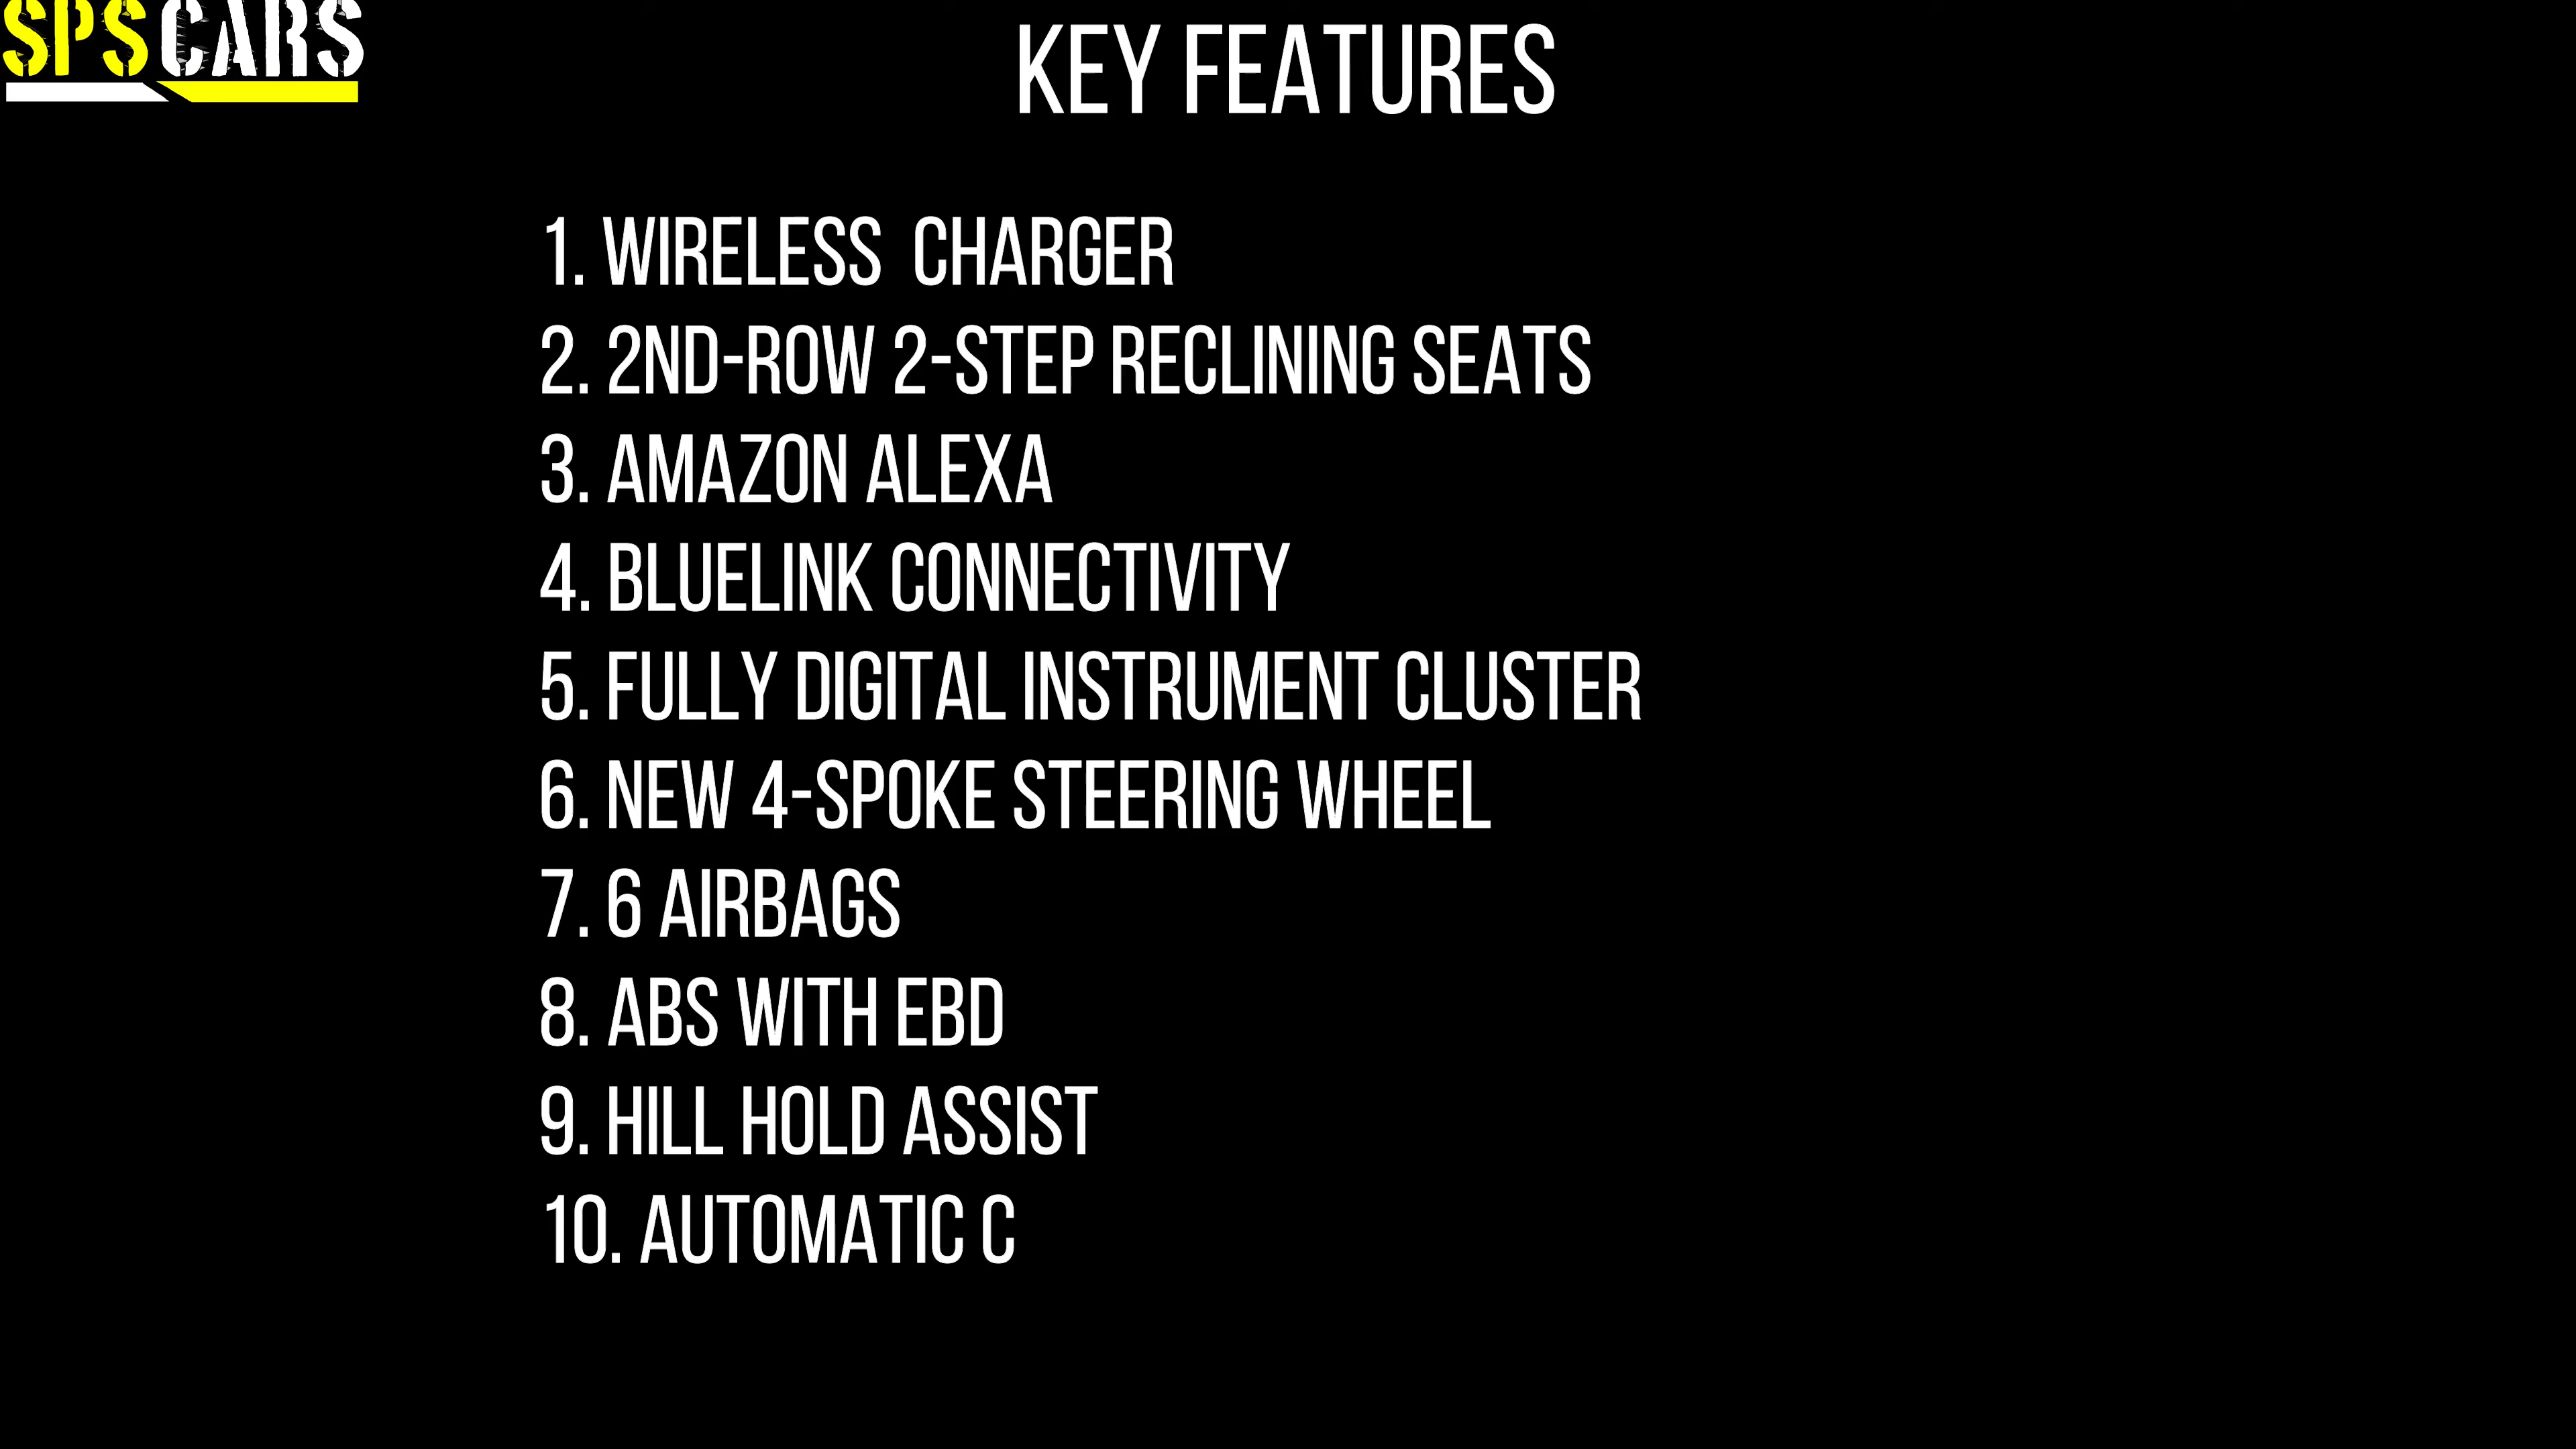 SPS CARS
KEY FEATURES
1. WIRELESS  CHARGER
2. 2ND-ROW 2-STEP RECLINING SEATS
3. AMAZON ALEXA
4. BLUELINK CONNECTIVITY
5. FULLY DIGITAL INSTRUMENT CLUSTER
6. NEW 4-SPOKE STEERING WHEEL
7. 6 AIRBAGS
8. ABS WITH EBD
9. HILL HOLD ASSIST
10. AUTOMATIC C